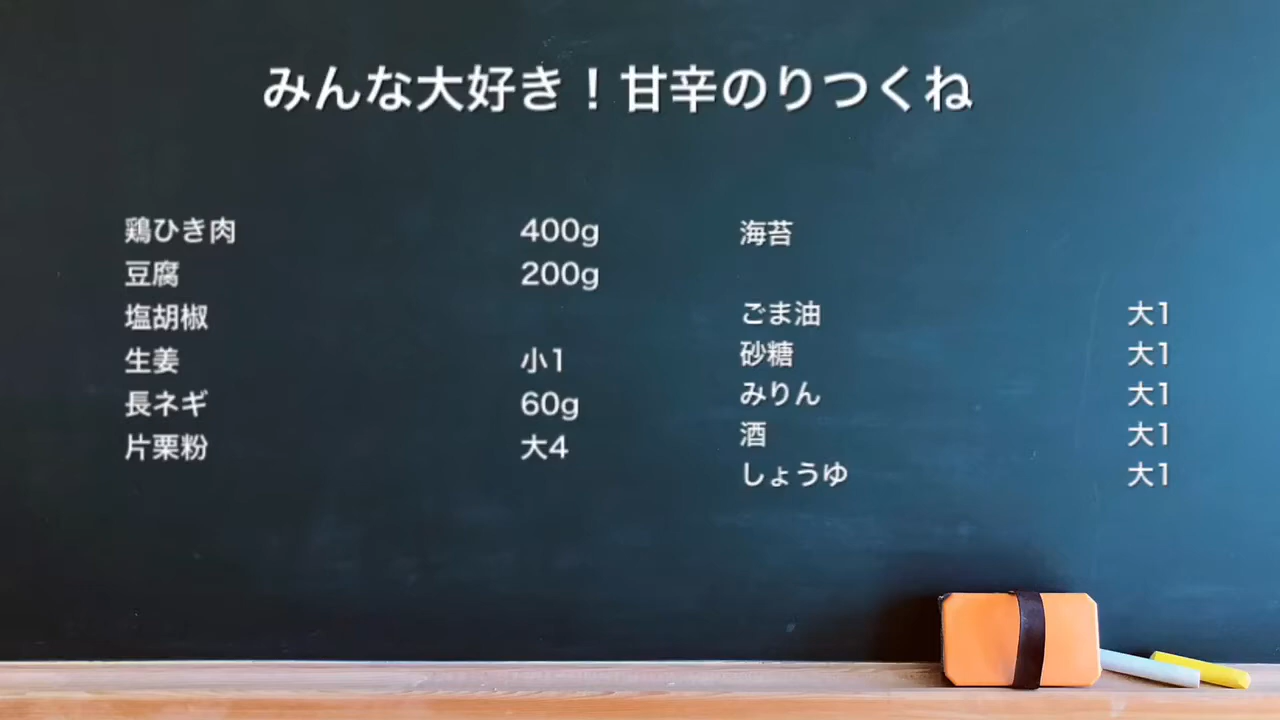 みんな大好き！甘辛のりつくね
鶏ひき肉 400g
豆腐 200g
塩胡椒
生姜 小1
長ネギ 60g
片栗粉 大4
海苔
ごま油 大1
砂糖 大1
みりん 大1
酒 大1
しょうゆ 大1